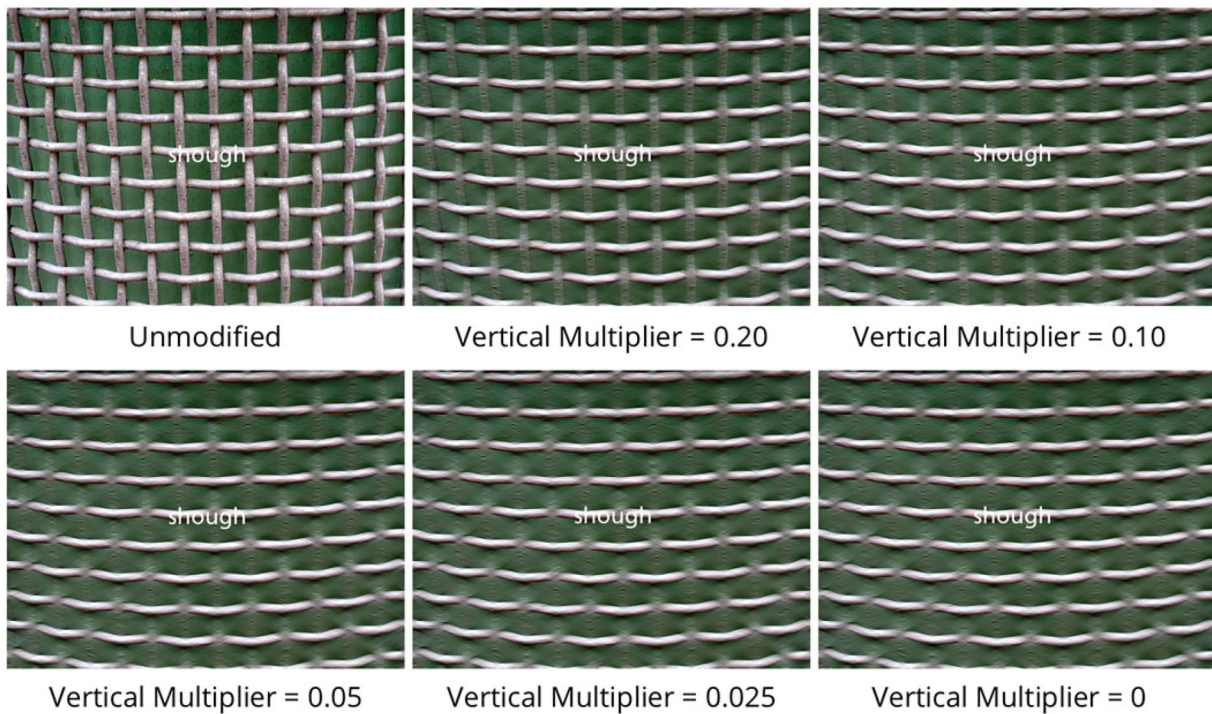 shough
shough
shough
Unmodified
Vertical Multiplier = 0.20
Vertical Multiplier = 0.10
shough
shough
shough
Vertical Multiplier = 0.05
Vertical Multiplier = 0.025
Vertical Multiplier = 0